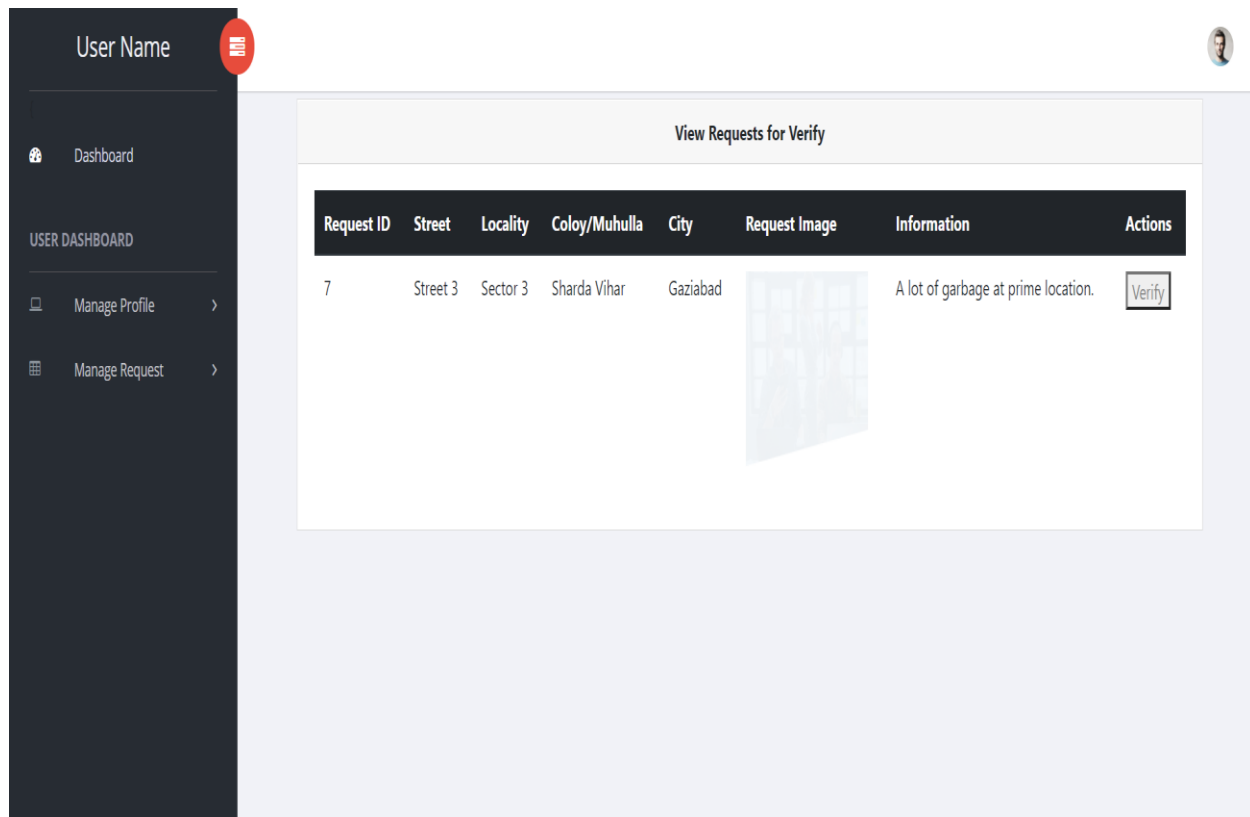 User Name
Dashboard
USER DASHBOARD
Manage Profile
Manage Request
View Requests for Verify
Request ID Street Locality Coloy/Muhulla City Request Image Information Actions
7 Street 3 Sector 3 Sharda Vihar Gaziabad A lot of garbage at prime location. Verify